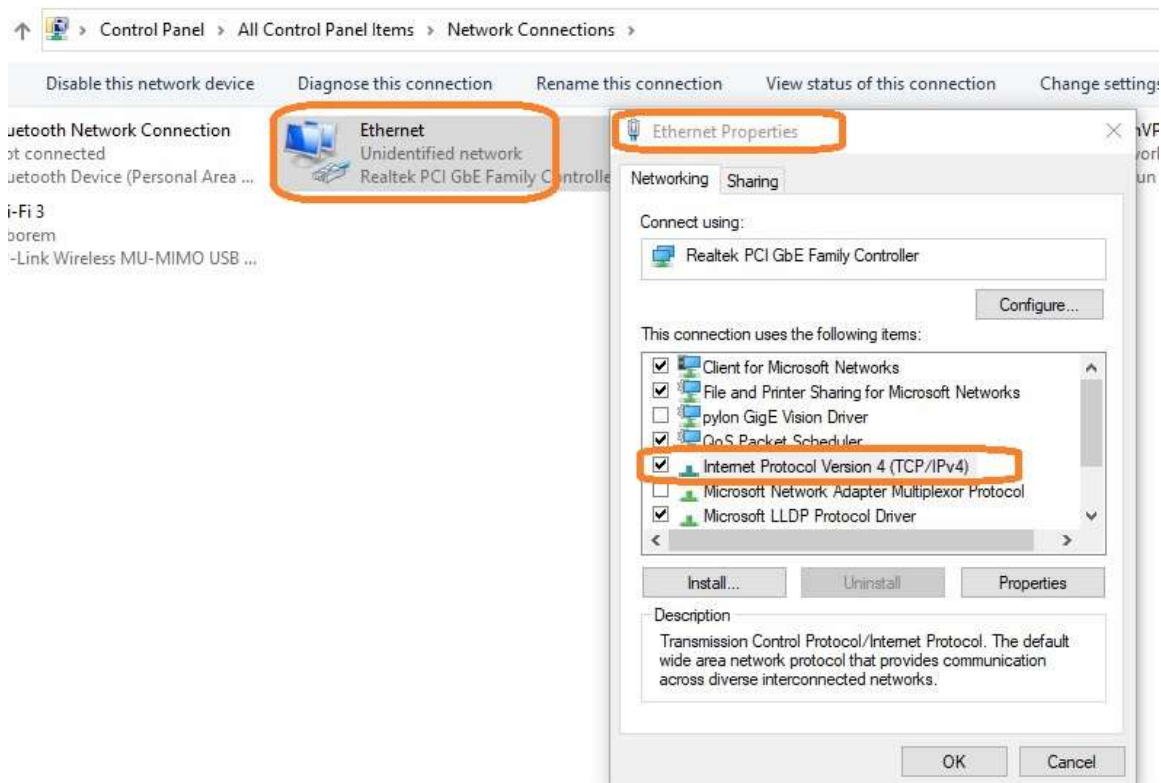 Control Panel > All Control Panel Items > Network Connections >
Disable this network device Diagnose this connection Rename this connection View status of this connection Change settings
uetooth Network Connection
ot connected
uetooth Device (Personal Area ...
i-Fi 3
borem
-Link Wireless MU-MIMO USB ...
Ethernet
Unidentified network
Realtek PCI GbE Family Controlle
Ethernet Properties
Networking Sharing
Connect using:
Realtek PCI GbE Family Controller
Configure...
This connection uses the following items:
Client for Microsoft Networks
File and Printer Sharing for Microsoft Networks
pylon GigE Vision Driver
QoS Packet Scheduler
Internet Protocol Version 4 (TCP/IPv4)
Microsoft Network Adapter Multiplexor Protocol
Microsoft LLDP Protocol Driver
Install... Uninstall Properties
Description
Transmission Control Protocol/Internet Protocol. The default
wide area network protocol that provides communication
across diverse interconnected networks.
OK Cancel